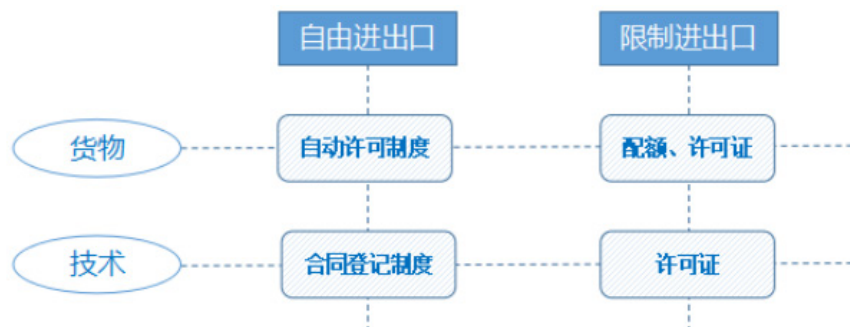 自由进出口
限制进出口
货物
自动许可制度
配额、许可证
技术
合同登记制度
许可证